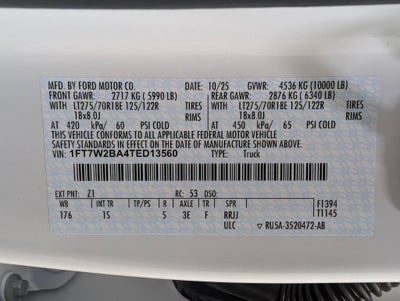 MFD. BY FORD MOTOR CO. 10/25 GVWR: 4536 KG (10000 LB)
FRONT GAWR: 2717 KG (5990 LB) REAR GAWR: 2876 KG (6340 LB)
WITH LT275/70R18E 125/122R TIRES WITH LT275/70R18E 125/122R TIRES
18x8.0J RIMS 18x8.0J RIMS
AT 420 kPa/ 60 PSI COLD AT 450 kPa/ 65 PSI COLD
THIS VEHICLE CONFORMS TO ALL APPLICABLE FEDERAL MOTOR VEHICLE
SAFETY STANDARDS IN EFFECT ON THE DATE OF MANUFACTURE SHOWN ABOVE.
VIN: 1FT7W2BA4TED13560 TYPE: Truck
EXT PNT: Z1 RC: 53 DSO:
WB INT TR TP/PS R AXLE TR SPR F1394
176 1S 5 3E F RRJJ T1145
ULC RU5A-3520472-AB